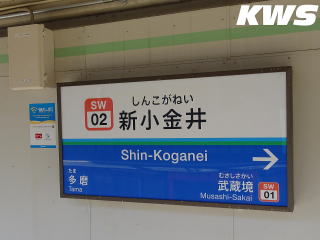 KWS
SW
02
しんこがねい
新小金井
Shin-Koganei
たま
多磨
Tama
むさしさかい
武蔵境
Musashi-Sakai
SW
01